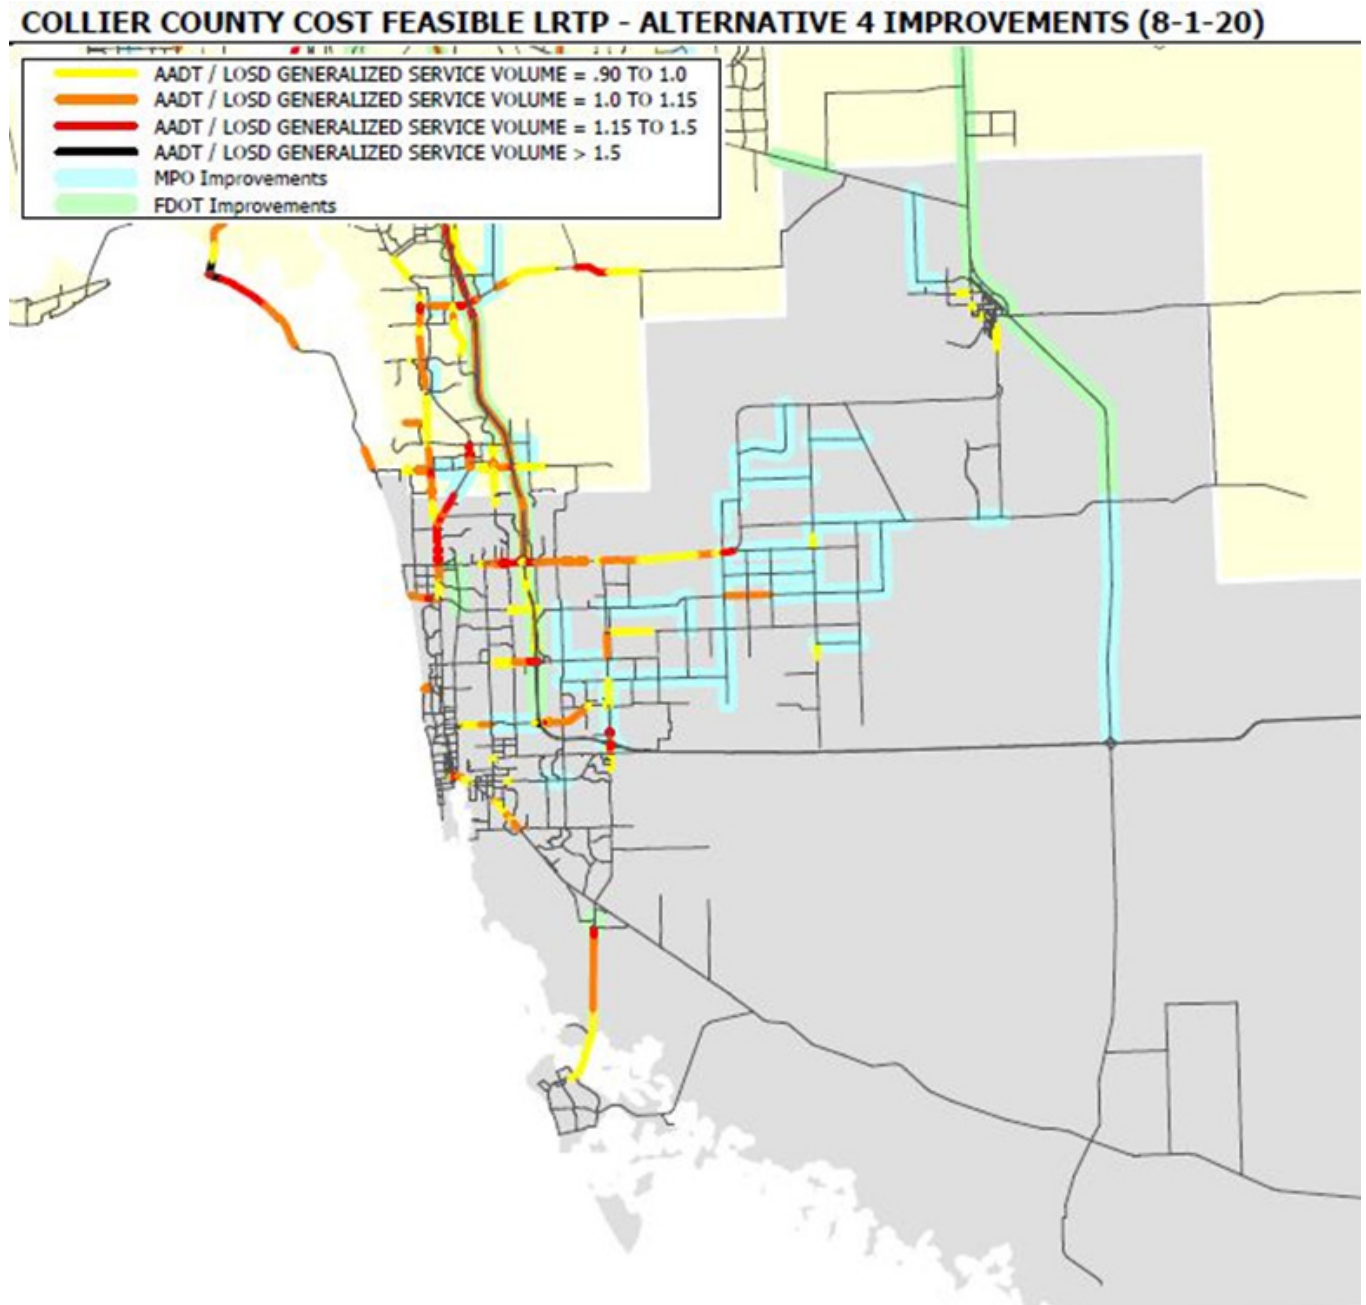 COLLIER COUNTY COST FEASIBLE LRTP - ALTERNATIVE 4 IMPROVEMENTS (8-1-20)
AADT / LOSD GENERALIZED SERVICE VOLUME = .90 TO 1.0
AADT / LOSD GENERALIZED SERVICE VOLUME = 1.0 TO 1.15
AADT / LOSD GENERALIZED SERVICE VOLUME = 1.15 TO 1.5
AADT / LOSD GENERALIZED SERVICE VOLUME > 1.5
MPO Improvements
FDOT Improvements